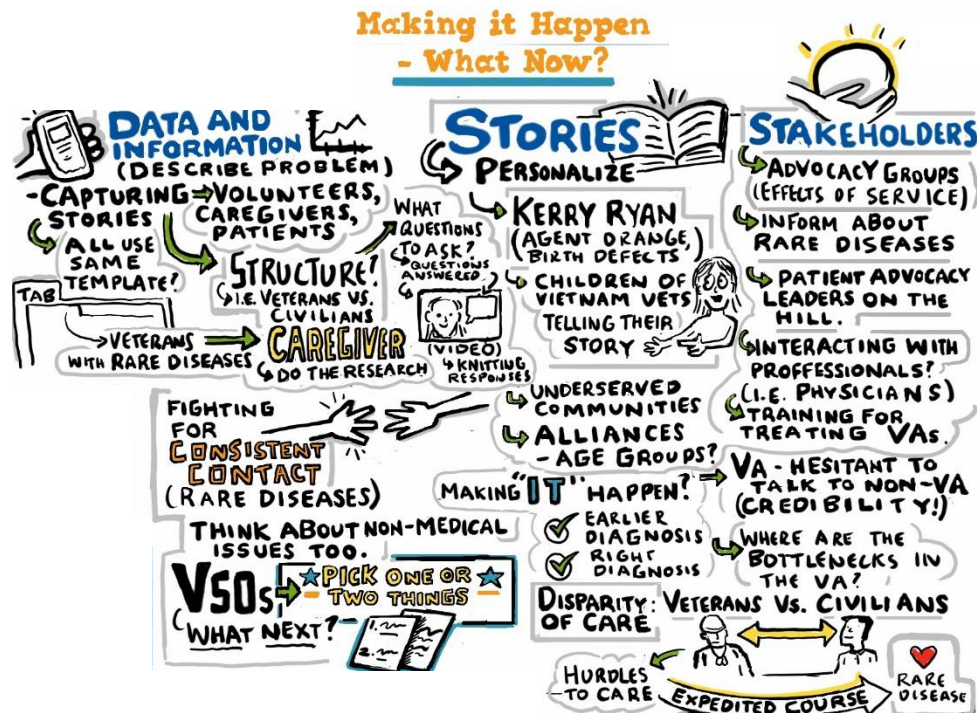 Making it Happen
- What Now?
DATA AND
INFORMATION
(DESCRIBE PROBLEM)
-CAPTURING
STORIES
VOLUNTEERS,
CAREGIVERS,
PATIENTS
ALL USE
SAME
TEMPLATE?
TAB
STRUCTURE?
I.E. VETERANS VS.
CIVILIANS
WHAT
QUESTIONS
TO ASK?
QUESTIONS
ANSWERED
(VIDEO)
KNITTING
RESPONSES
VETERANS
WITH RARE DISEASES
CAREGIVER
DO THE RESEARCH
FIGHTING
FOR
CONSISTENT
CONTACT
(RARE DISEASES)
THINK ABOUT NON-MEDICAL
ISSUES TOO.
VSOs
WHAT NEXT?
PICK ONE OR
TWO THINGS
1.
2.
STORIES
PERSONALIZE
KERRY RYAN
(AGENT ORANGE,
BIRTH DEFECTS)
CHILDREN OF
VIETNAM VETS
TELLING THEIR
STORY
UNDERSERVED
COMMUNITIES
ALLIANCES
- AGE GROUPS?
MAKING "IT" HAPPEN?
EARLIER
DIAGNOSIS
RIGHT
DIAGNOSIS
STAKEHOLDERS
ADVOCACY GROUPS
(EFFECTS OF SERVICE)
INFORM ABOUT
RARE DISEASES
PATIENT ADVOCACY
LEADERS ON THE
HILL.
INTERACTING WITH
PROFFESSIONALS?
(I.E. PHYSICIANS)
TRAINING FOR
TREATING VAs.
VA - HESITANT TO
TALK TO NON-VA
(CREDIBILITY!)
WHERE ARE THE
BOTTLENECKS IN
THE VA?
DISPARITY:
OF CARE
VETERANS VS. CIVILIANS
HURDLES
TO CARE
EXPEDITED COURSE
RARE
DISEASE